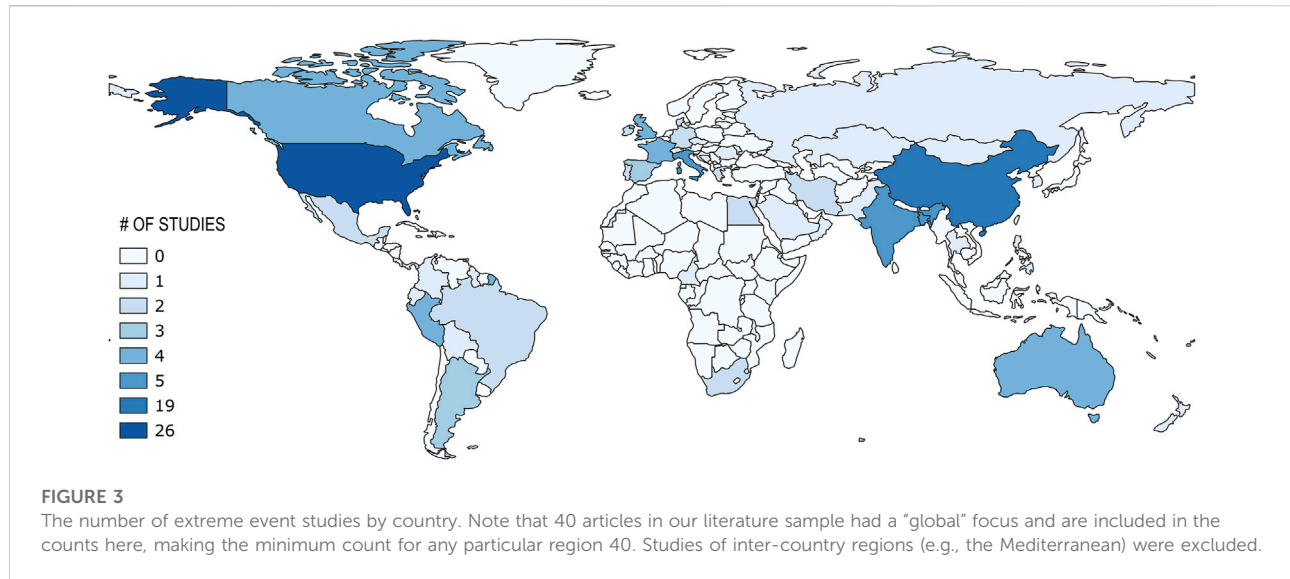 # OF STUDIES
0
1
2
3
4
5
19
26
FIGURE 3
The number of extreme event studies by country. Note that 40 articles in our literature sample had a “global” focus and are included in the
counts here, making the minimum count for any particular region 40. Studies of inter-country regions (e.g., the Mediterranean) were excluded.